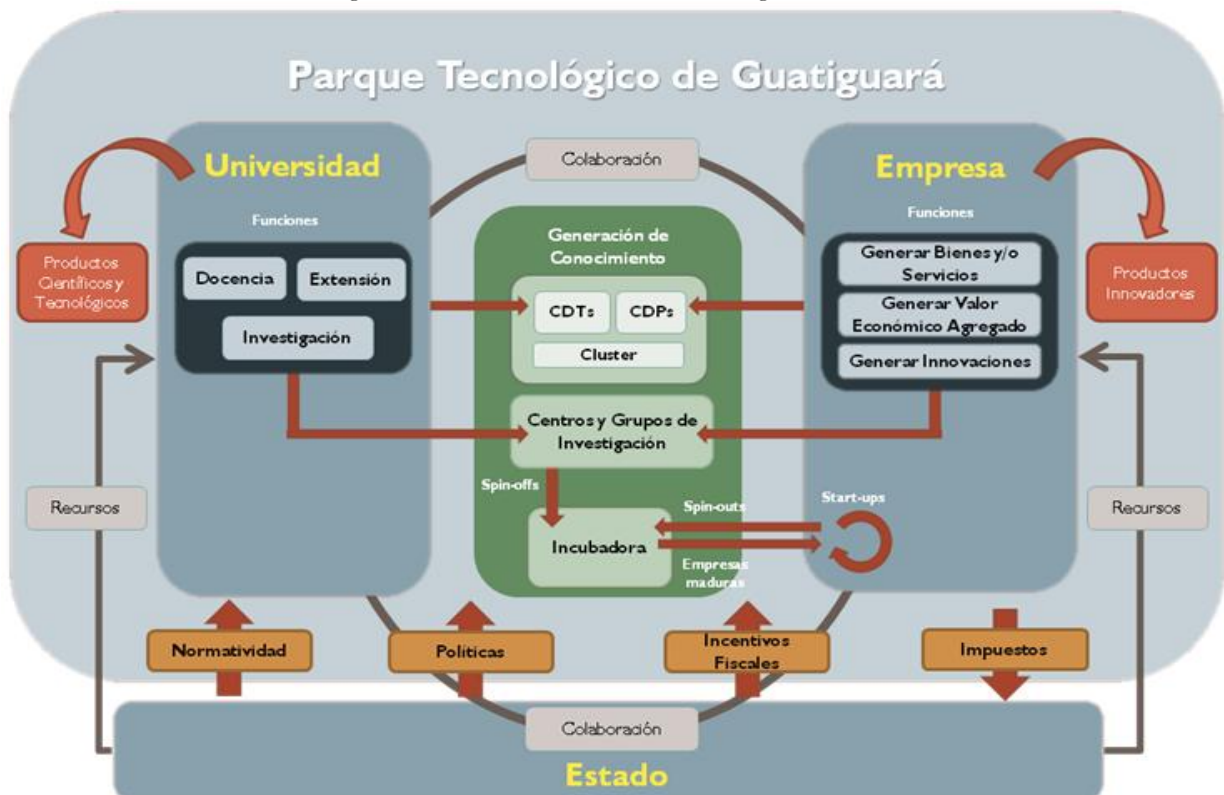 Parque Tecnológico de Guatiguará
Universidad
Funciones
Docencia
Extensión
Investigación
Productos
Científicos y
Tecnológicos
Recursos
Colaboración
Generación de
Conocimiento
CDTs
CDPs
Cluster
Centros y Grupos de
Investigación
Spin-offs
Incubadora
Spin-outs
Empresas
maduras
Start-ups
Empresa
Funciones
Generar Bienes y/o
Servicios
Generar Valor
Económico Agregado
Generar Innovaciones
Productos
Innovadores
Recursos
Normatividad
Políticas
Incentivos
Fiscales
Impuestos
Colaboración
Estado